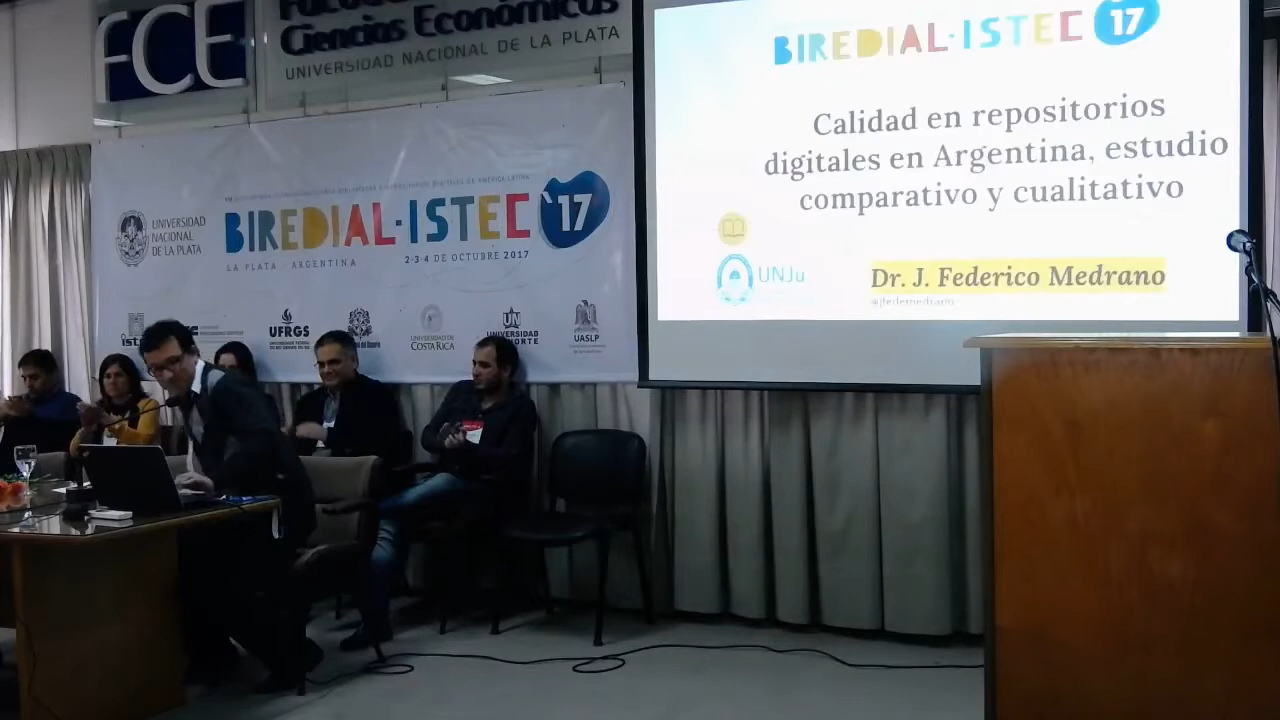 FCE
Ciencias Económicas
UNIVERSIDAD NACIONAL DE LA PLATA
UNIVERSIDAD
NACIONAL
DE LA PLATA
BIREDIAL·ISTEC '17
LA PLATA · ARGENTINA
2·3·4 DE OCTUBRE 2017
UFRGS
UNIVERSIDAD DE
COSTA RICA
UN
UNIVERSIDAD
UASLP
BIREDIAL·ISTEC '17
Calidad en repositorios
digitales en Argentina, estudio
comparativo y cualitativo
UNJu
Dr. J. Federico Medrano
@jfedemedrano